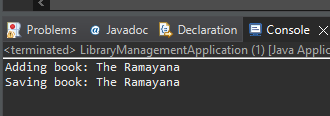 Problems @ Javadoc Declaration Console
<terminated> LibraryManagementApplication (1) [Java Applic
Adding book: The Ramayana
Saving book: The Ramayana